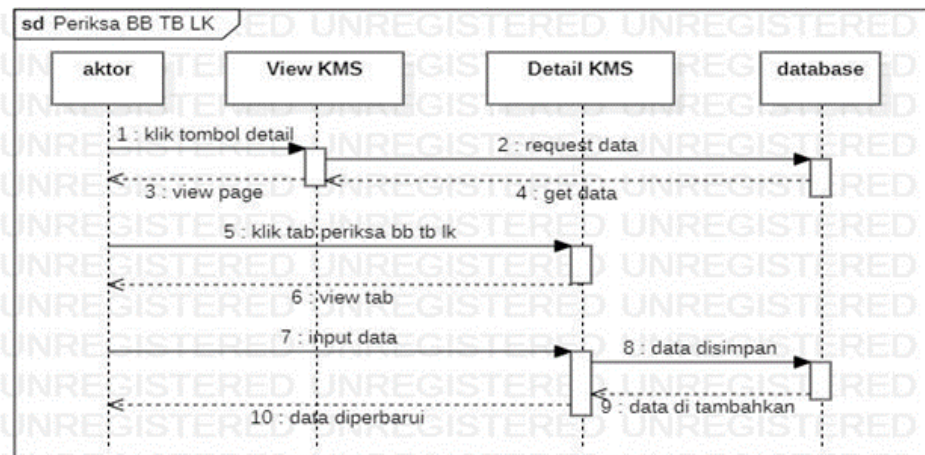 sd Periksa BB TB LK
aktor
View KMS
Detail KMS
database
1 : klik tombol detail
2 : request data
3 : view page
4 : get data
5 : klik tab periksa bb tb lk
6 : view tab
7 : input data
8 : data disimpan
9 : data di tambahkan
10 : data diperbarui
UNREGISTERED